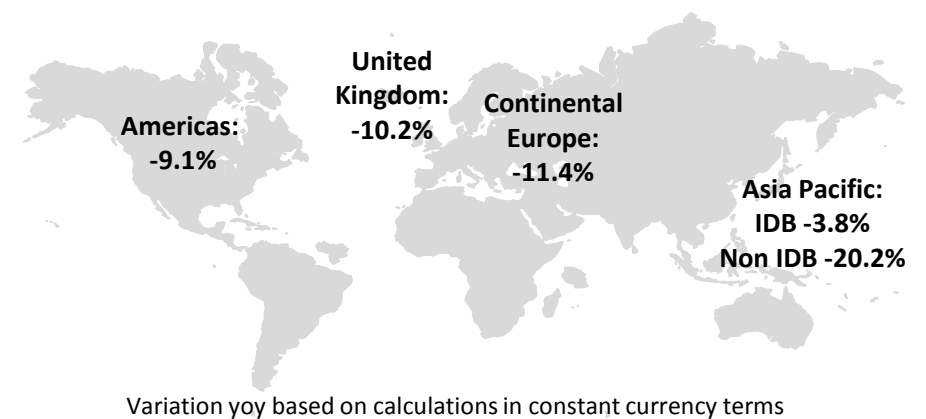 Americas:
-9.1%
United
Kingdom:
-10.2%
Continental
Europe:
-11.4%
Asia Pacific:
IDB -3.8%
Non IDB -20.2%
Variation yoy based on calculations in constant currency terms